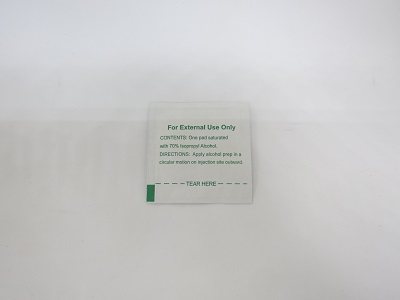 For External Use Only
CONTENTS: One pad saturated
with 70% Isopropyl Alcohol.
DIRECTIONS: Apply alcohol prep in a
circular motion on injection site outward.
TEAR HERE